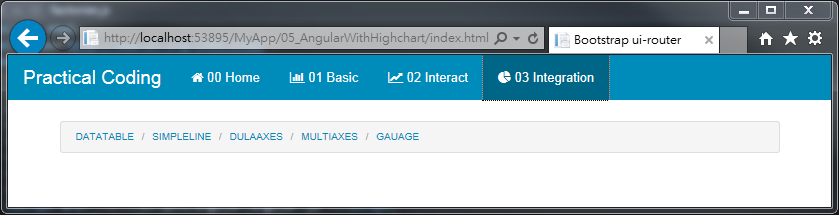 http://localhost:53895/MyApp/05_AngularWithHighchart/index.html Bootstrap ui-router
Practical Coding 00 Home 01 Basic 02 Interact 03 Integration
DATATABLE / SIMPLELINE / DULAAXES / MULTIAXES / GAUAGE